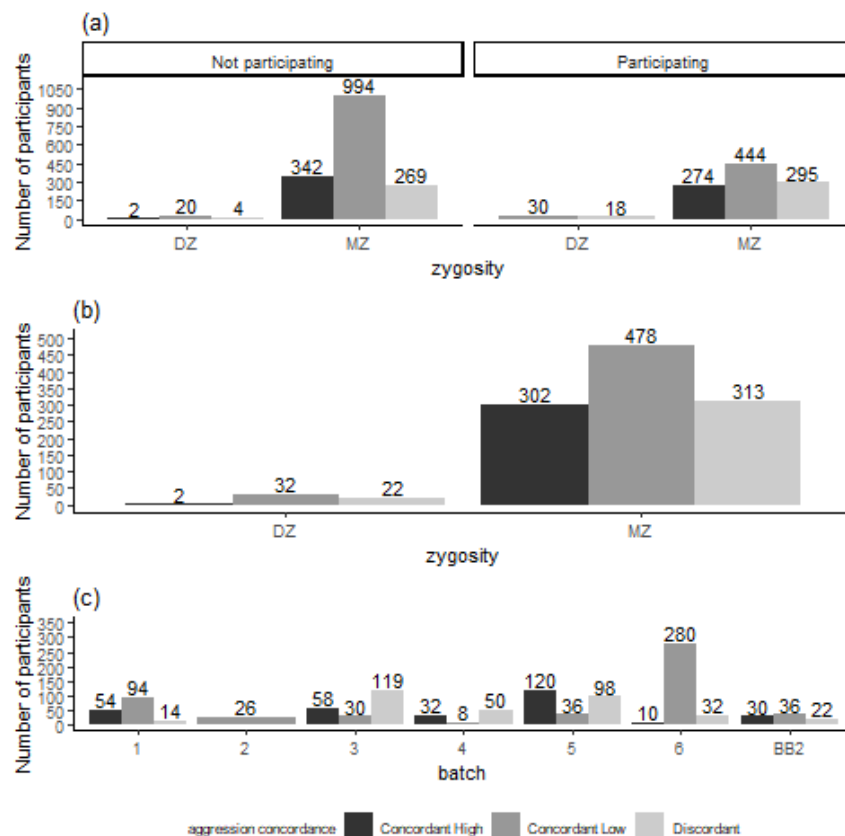 (a)
Not participating Participating
Number of participants
1050
900
750
600
450
300
150
0
2 20 4 342 994 269
30 18 274 444 295
DZ MZ DZ MZ
zygosity
(b)
Number of participants
500
450
400
350
300
250
200
150
100
50
0
2 32 22 302 478 313
DZ MZ
zygosity
(c)
Number of participants
350
300
250
200
150
100
50
0
54 94 14 26 58 30 119 32 8 50 120 36 98 10 280 32 30 36 22
1 2 3 4 5 6 BB2
batch
aggression concordance Concordant High Concordant Low Discordant